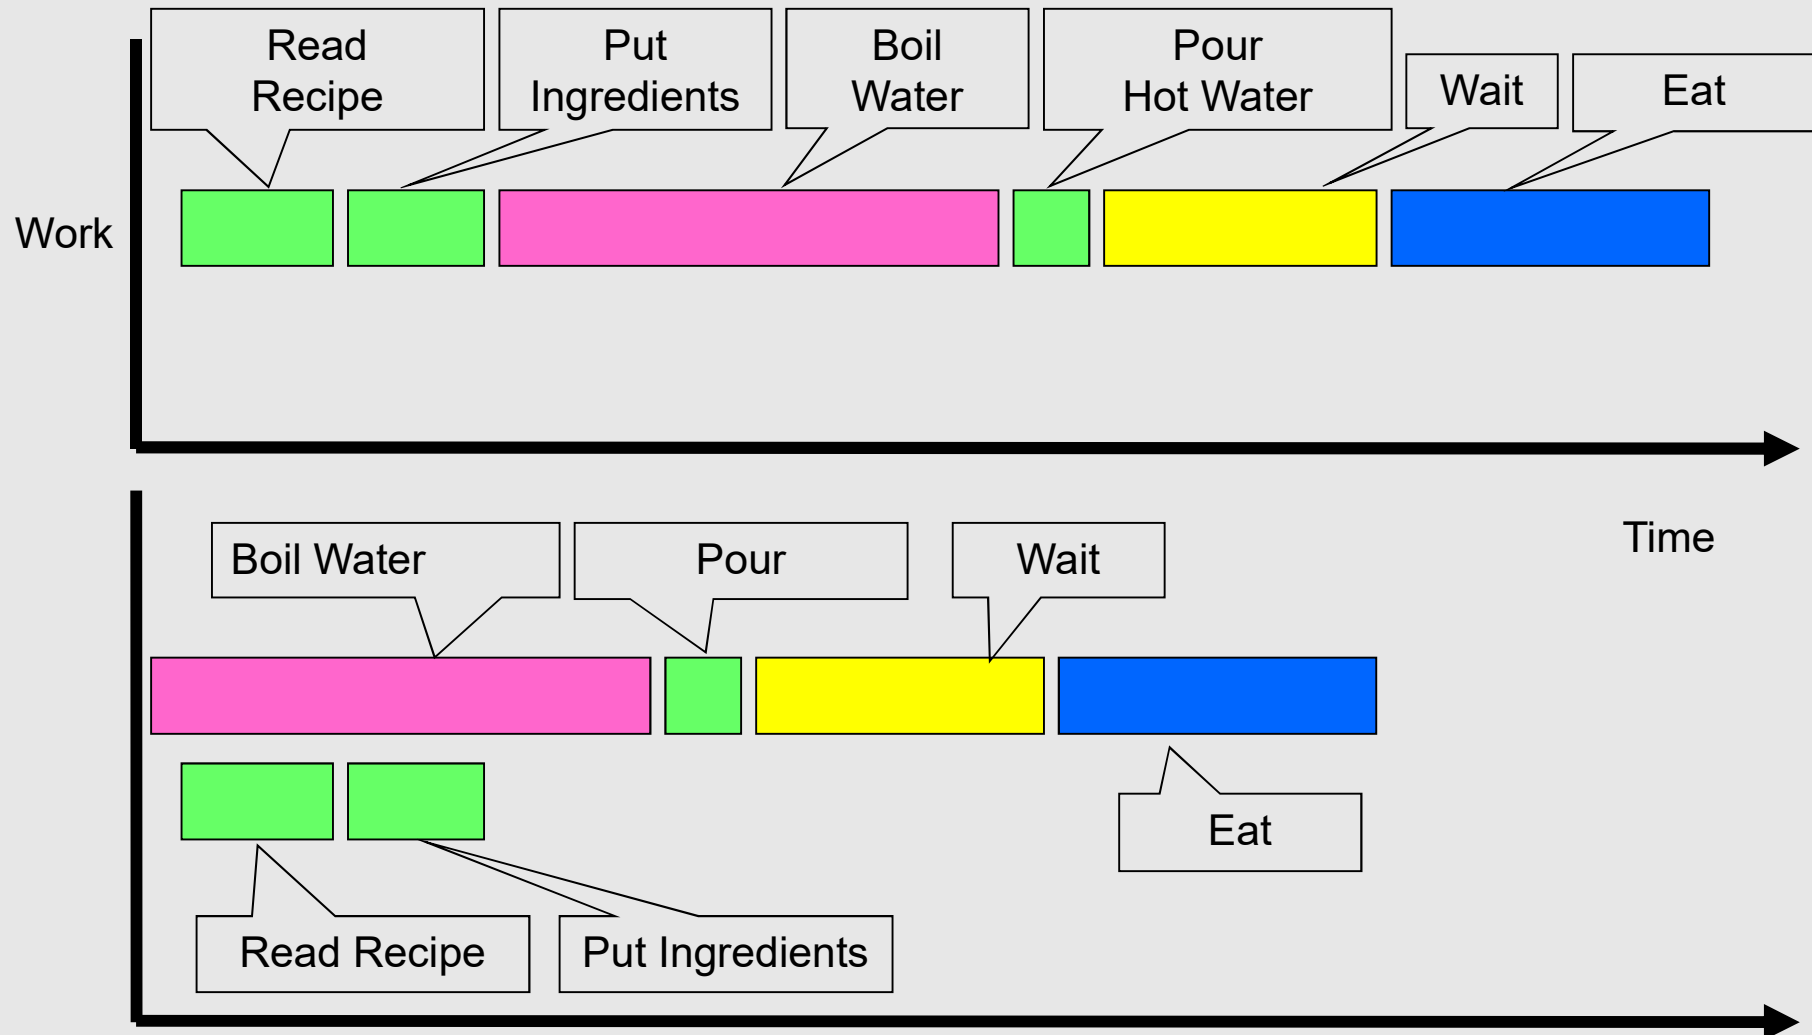 Read
Recipe
Put
Ingredients
Boil
Water
Pour
Hot Water
Wait
Eat
Work
Time
Boil Water
Pour
Wait
Eat
Read Recipe
Put Ingredients